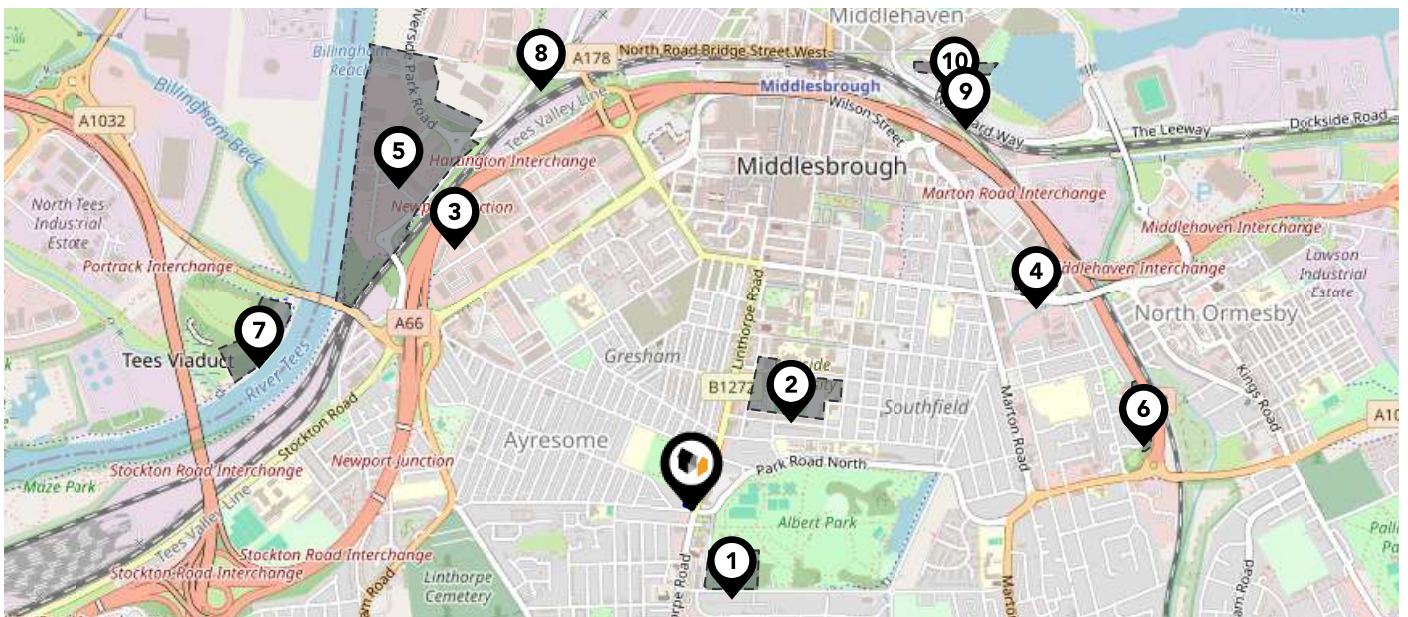 Middlehaven
Riverside Park Road
Billingham
Reach
8
A178
North Road
Bridge Street West
10
Middlesbrough
9
A1032
Billingham Beck
Tees Valley Line
Wilson Street
The Leeway
Dockside Road
5
Hartington Interchange
Middlesbrough
P
Marton Road Interchange
North Tees
Industrial
Estate
3
Middlehaven Interchange
Portrack Interchange
4
Middlehaven Interchange
Lawson
Industrial
Estate
7
A66
Linthorpe Road
North Ormesby
Tees Viaduct
River Tees
Gresham
B1272
2
Southfield
6
Kings Road
Stockton Road
Ayresome
Marton Road
Stockton Road Interchange
Newport Junction
Park Road North
Maze Park
Tees Valley Line
Albert Park
Stockton Road Interchange
Stockton Road Interchange
1
Linthorpe
Cemetery